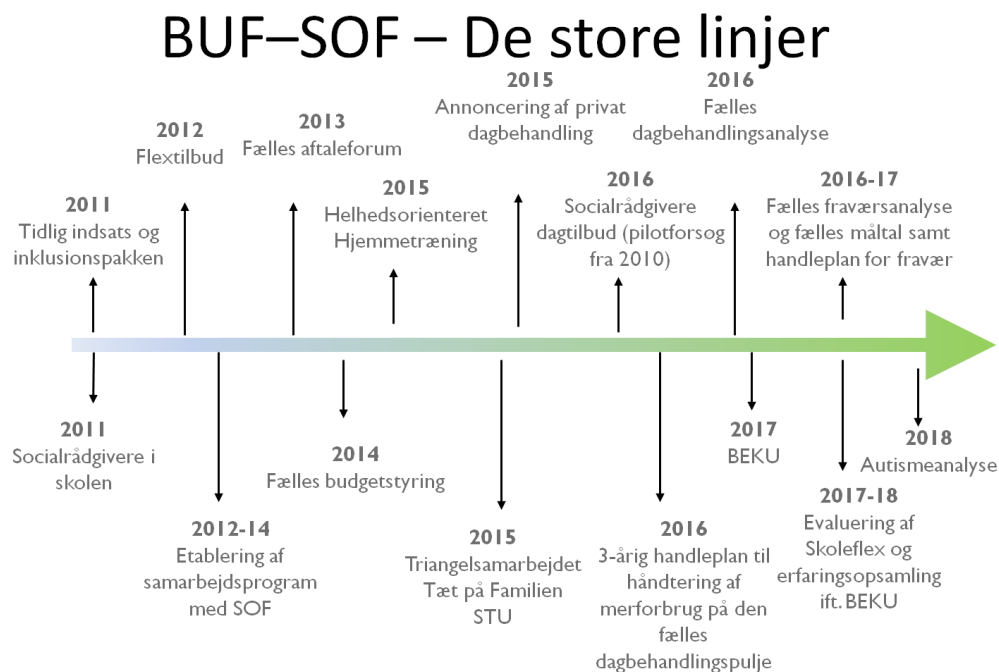 BUF–SOF – De store linjer
2011
Tidlig indsats og
inklusionspakken
2012
Flextilbud
2013
Fælles aftaleforum
2015
Helhedsorienteret
Hjemmetræning
2015
Annoncering af privat
dagbehandling
2016
Socialrådgivere
dagtilbud (pilotforsøg
fra 2010)
2016
Fælles
dagbehandlingsanalyse
2016-17
Fælles fraværsanalyse
og fælles måltal samt
handleplan for fravær
2011
Socialrådgivere i
skolen
2012-14
Etablering af
samarbejdsprogram
med SOF
2014
Fælles budgetstyring
2015
Triangelsamarbejdet
Tæt på Familien
STU
2016
3-årig handleplan til
håndtering af
merforbrug på den
fælles
dagbehandlingspulje
2017
BEKU
2017-18
Evaluering af
Skoleflex og
erfaringsopsamling
ift. BEKU
2018
Autismeanalyse